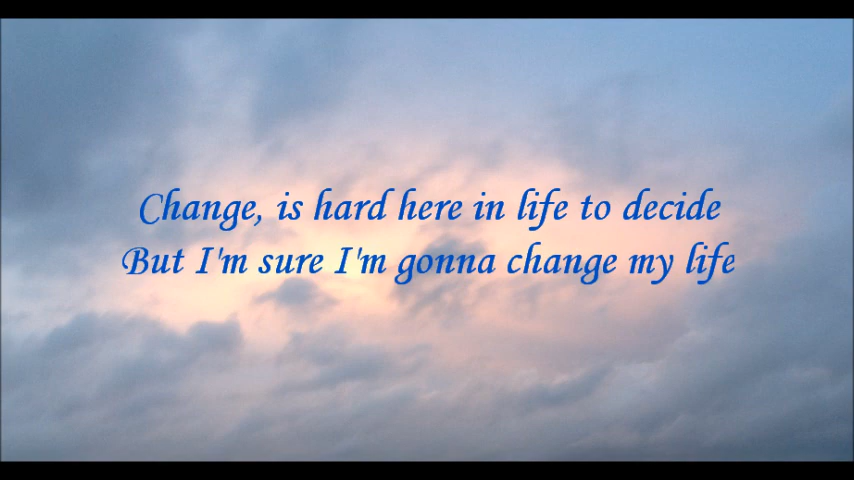 Change, is hard here in life to decide
But I'm sure I'm gonna change my life